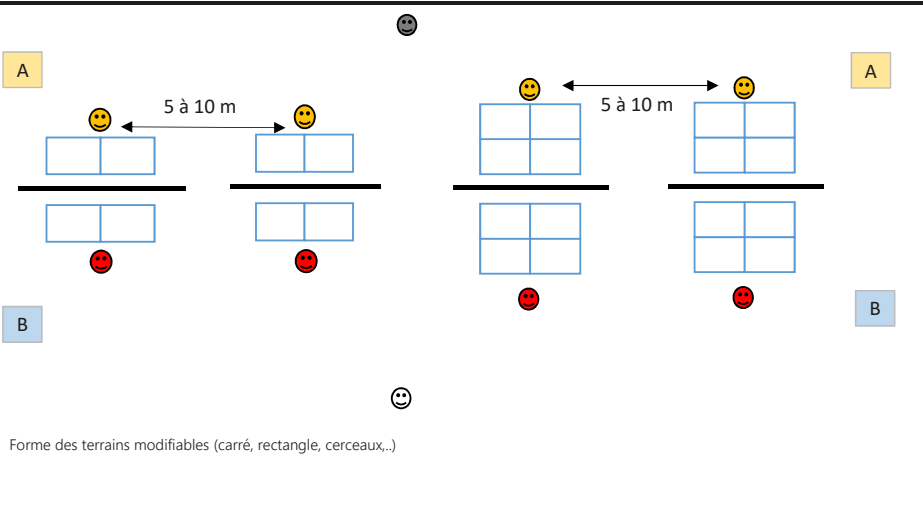 A
A
5 à 10 m
5 à 10 m
B
B
Forme des terrains modifiables (carré, rectangle, cerceaux,..)